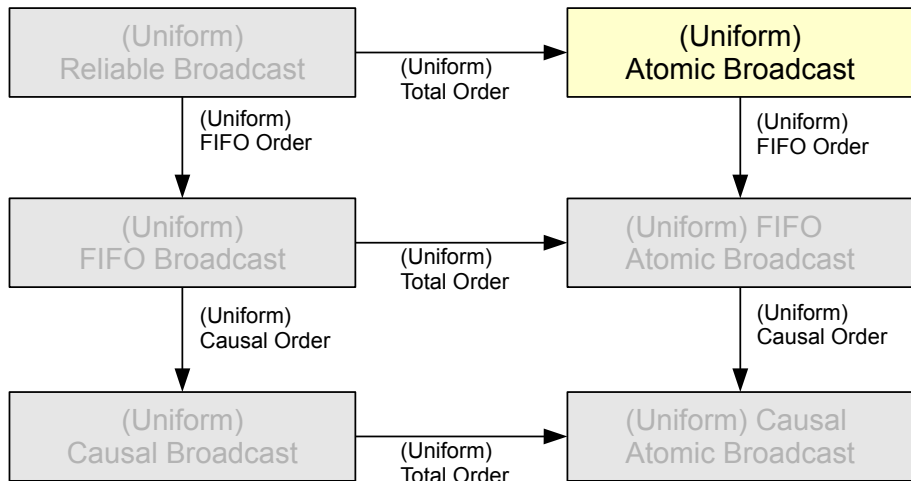 (Uniform)
Reliable Broadcast
(Uniform)
Total Order
(Uniform)
Atomic Broadcast
(Uniform)
FIFO Order
(Uniform)
FIFO Order
(Uniform)
FIFO Broadcast
(Uniform)
Total Order
(Uniform) FIFO
Atomic Broadcast
(Uniform)
Causal Order
(Uniform)
Causal Order
(Uniform)
Causal Broadcast
(Uniform)
Total Order
(Uniform) Causal
Atomic Broadcast